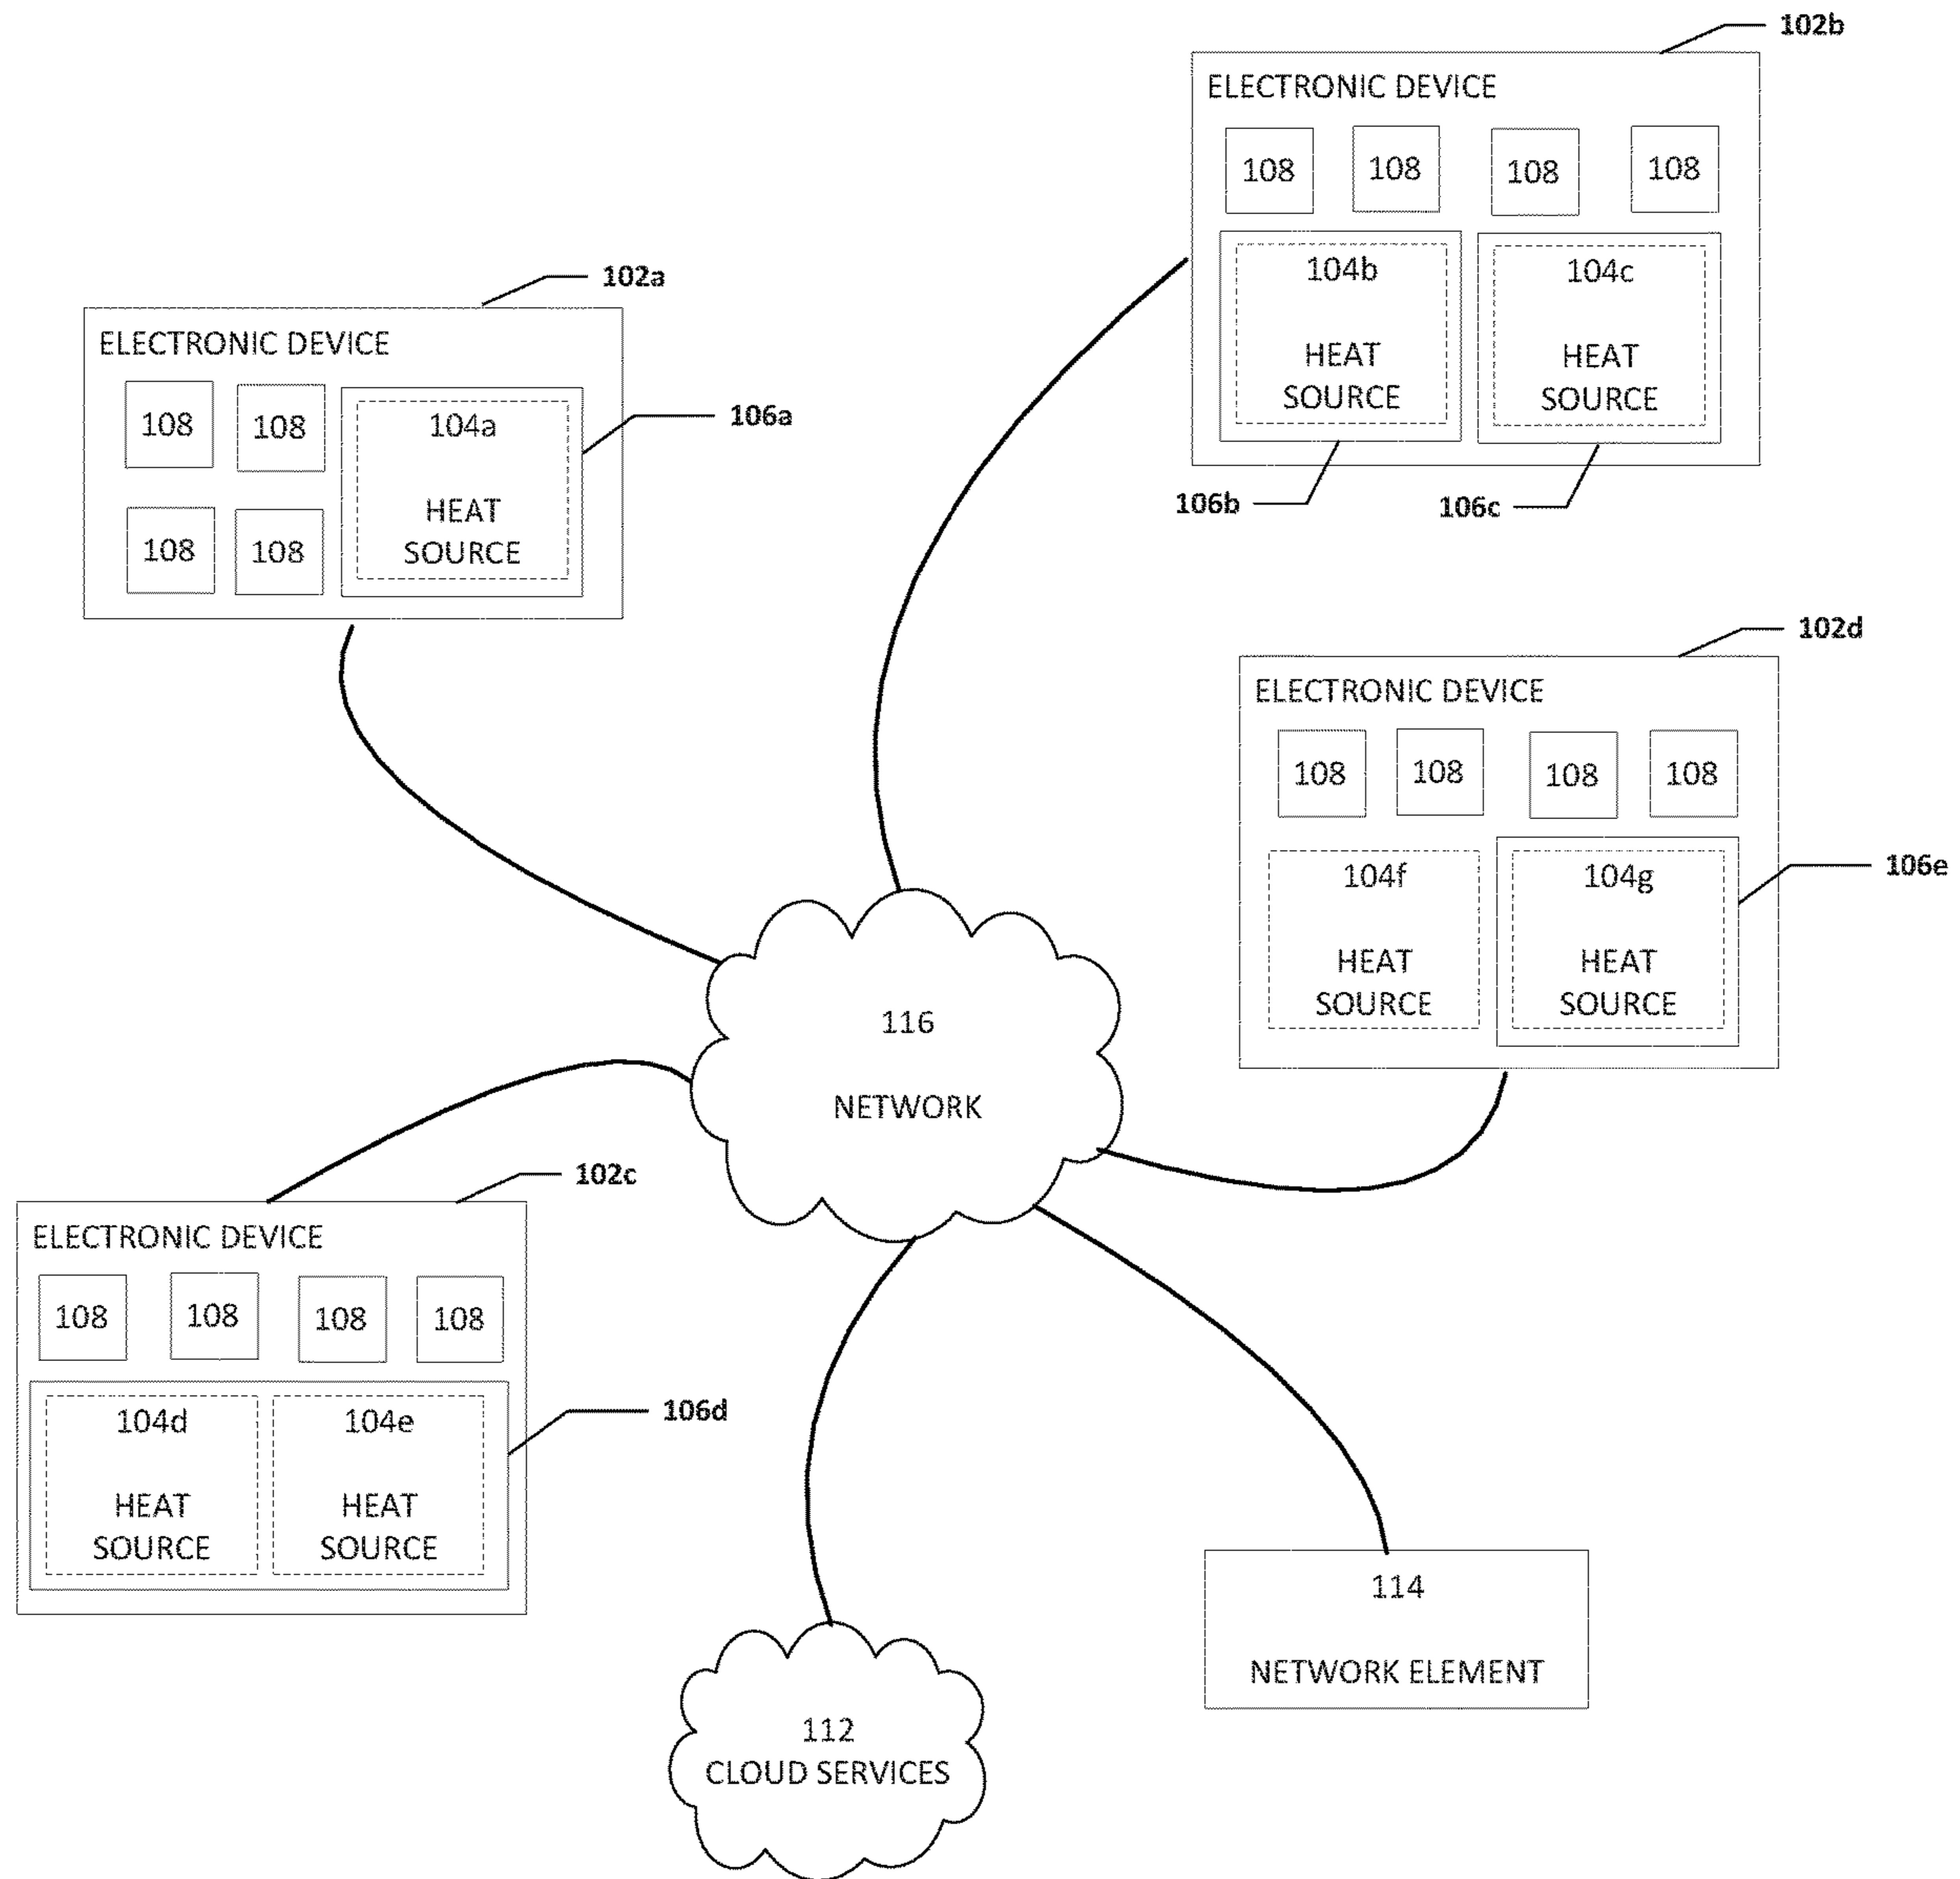 102b
ELECTRONIC DEVICE
108
108
108
108
104b
HEAT
SOURCE
104c
HEAT
SOURCE
106b
106c
102a
ELECTRONIC DEVICE
108
108
108
108
104a
HEAT
SOURCE
106a
102d
ELECTRONIC DEVICE
108
108
108
108
104f
HEAT
SOURCE
104g
HEAT
SOURCE
106e
116
NETWORK
102c
ELECTRONIC DEVICE
108
108
108
108
104d
HEAT
SOURCE
104e
HEAT
SOURCE
106d
114
NETWORK ELEMENT
112
CLOUD SERVICES